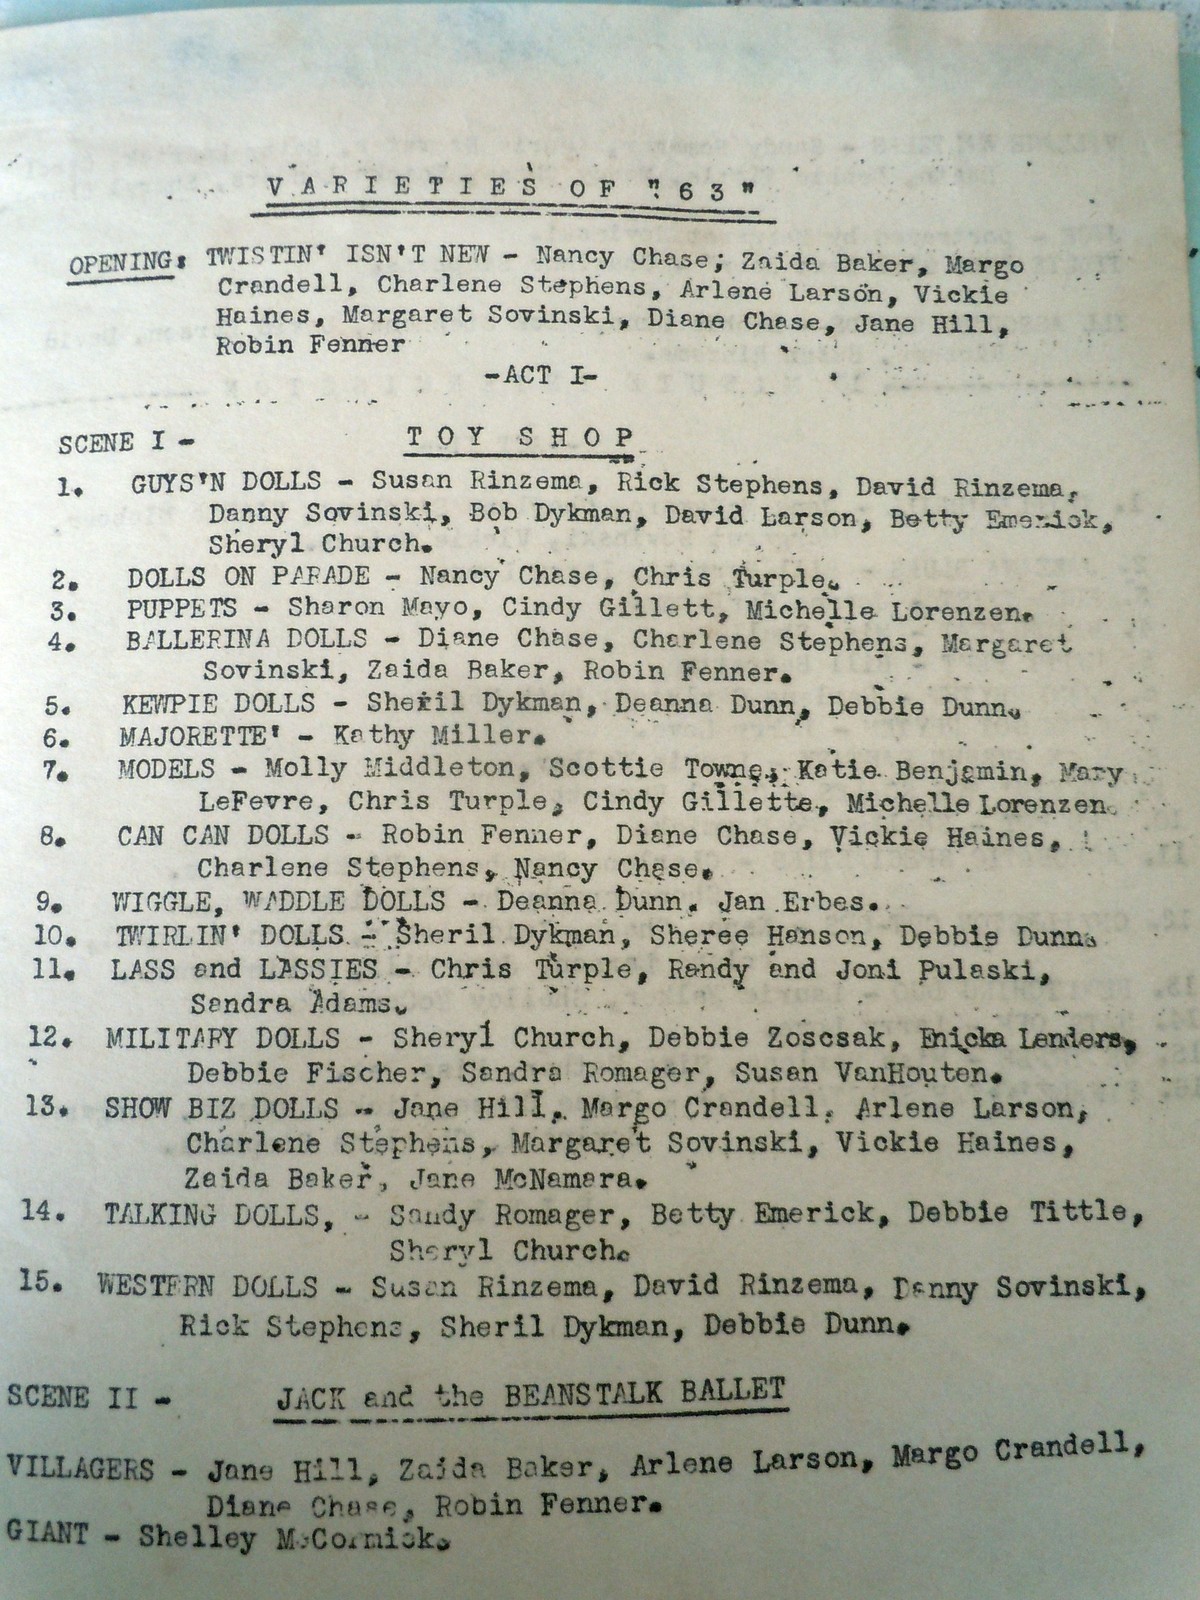 VARIETIES OF "63"
OPENING: TWISTIN' ISN'T NEW - Nancy Chase; Zaida Baker, Margo
Crandell, Charlene Stephens, Arlene Larson, Vickie
Haines, Margaret Sovinski, Diane Chase, Jane Hill,
Robin Fenner
-ACT I-
SCENE I - TOY SHOP
1. GUYS'N DOLLS - Susan Rinzema, Rick Stephens, David Rinzema,
Danny Sovinski, Bob Dykman, David Larson, Betty Emerick,
Sheryl Church.
2. DOLLS ON PARADE - Nancy Chase, Chris Turple.
3. PUPPETS - Sharon Mayo, Cindy Gillett, Michelle Lorenzen.
4. BALLERINA DOLLS - Diane Chase, Charlene Stephens, Margaret
Sovinski, Zaida Baker, Robin Fenner.
5. KEWPIE DOLLS - Sheril Dykman, Deanna Dunn, Debbie Dunn.
6. MAJORETTE' - Kathy Miller.
7. MODELS - Molly Middleton, Scottie Towne, Katie Benjamin, Mary
LeFevre, Chris Turple, Cindy Gillette, Michelle Lorenzen.
8. CAN CAN DOLLS - Robin Fenner, Diane Chase, Vickie Haines,
Charlene Stephens, Nancy Chase.
9. WIGGLE, WADDLE DOLLS - Deanna Dunn. Jan Erbes.
10. TWIRLIN' DOLLS - Sheril Dykman, Sheree Hanson, Debbie Dunn.
11. LASS and LASSIES - Chris Turple, Randy and Joni Pulaski,
Sandra Adams.
12. MILITARY DOLLS - Sheryl Church, Debbie Zoscsak, Enicka Lenders,
Debbie Fischer, Sandra Romager, Susan VanHouten.
13. SHOW BIZ DOLLS - Jane Hill, Margo Crandell, Arlene Larson,
Charlene Stephens, Margaret Sovinski, Vickie Haines,
Zaida Baker, Jane McNamara.
14. TALKING DOLLS, - Sandy Romager, Betty Emerick, Debbie Tittle,
Sheryl Church.
15. WESTERN DOLLS - Susan Rinzema, David Rinzema, Danny Sovinski,
Rick Stephens, Sheril Dykman, Debbie Dunn.
SCENE II - JACK and the BEANSTALK BALLET
VILLAGERS - Jane Hill, Zaida Baker, Arlene Larson, Margo Crandell,
Diane Chase, Robin Fenner.
GIANT - Shelley McCormick.